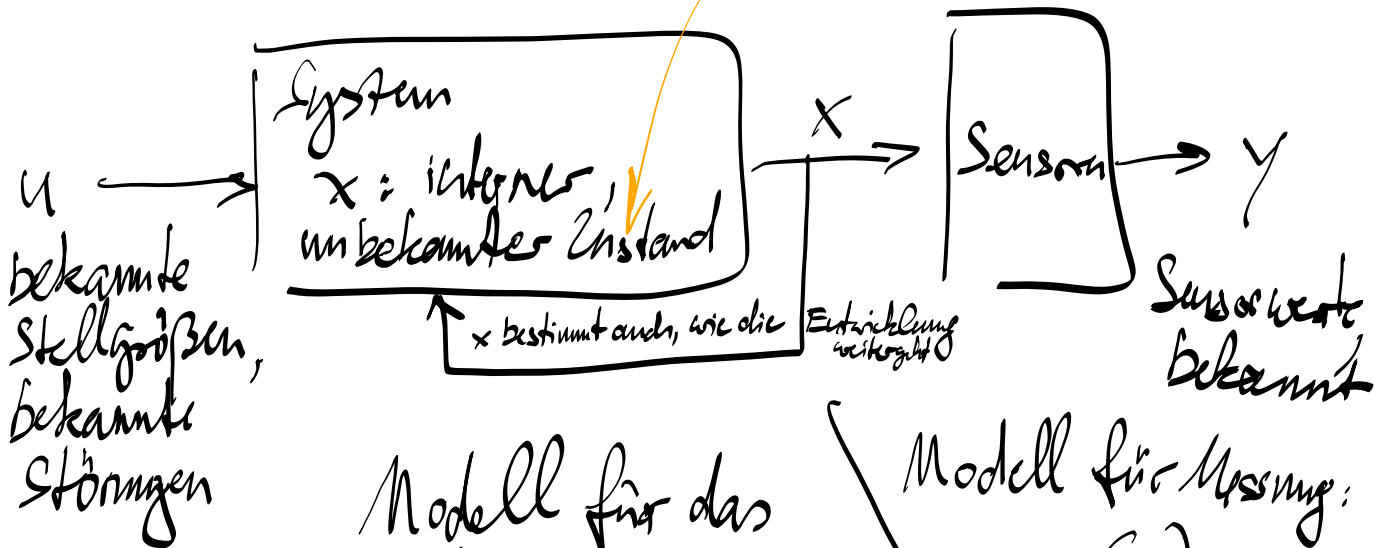 System
x
x : interner,
unbekannter Zustand
Sensoren
u
y
bekannte
Stellgrößen,
bekannte
Störungen
x bestimmt auch, wie die Entwicklung
weitergeht
Sensorwerte,
bekannt
Modell für das
Modell für Messung: